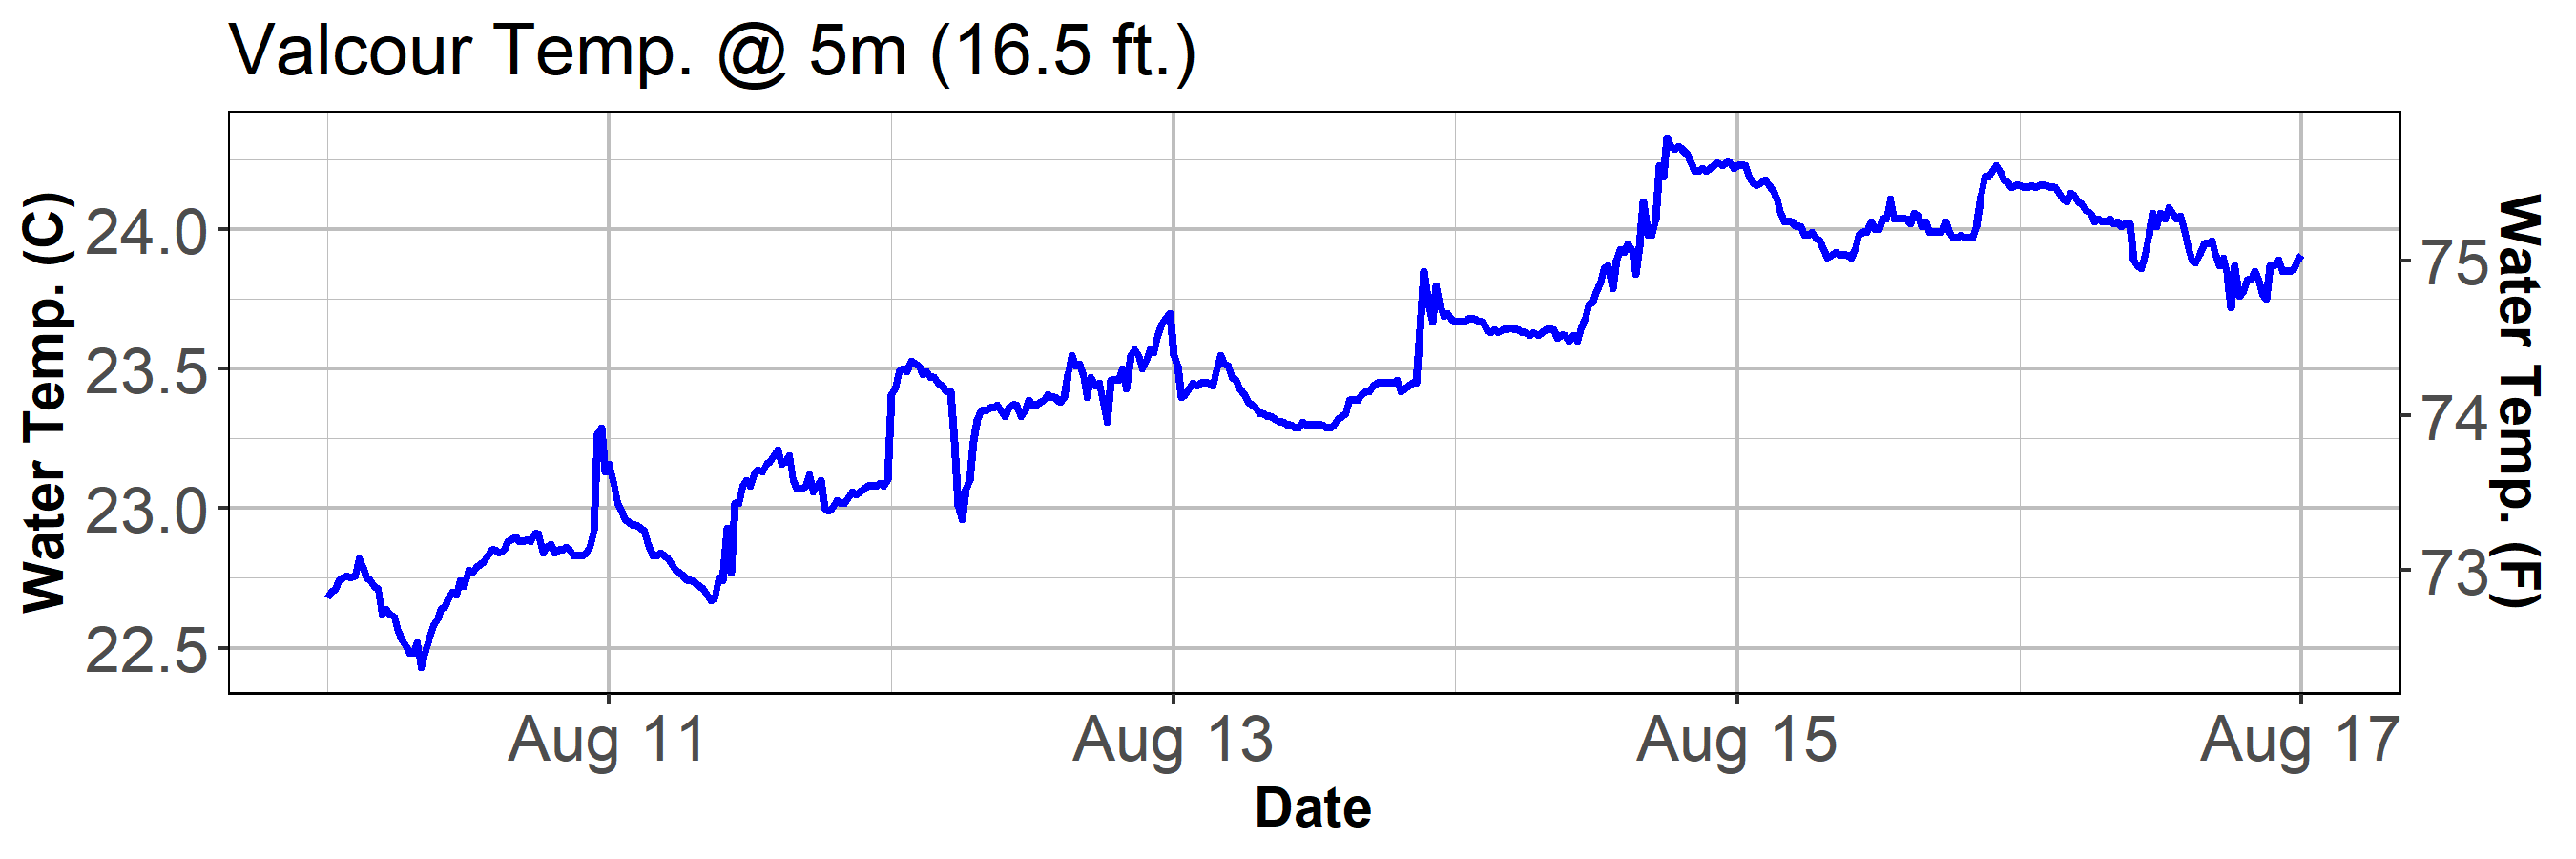 Valcour Temp. @ 5m (16.5 ft.)
Water Temp. (C)
24.0
23.5
23.0
22.5
75
74
73
Water Temp. (F)
Aug 11 Aug 13 Aug 15 Aug 17
Date